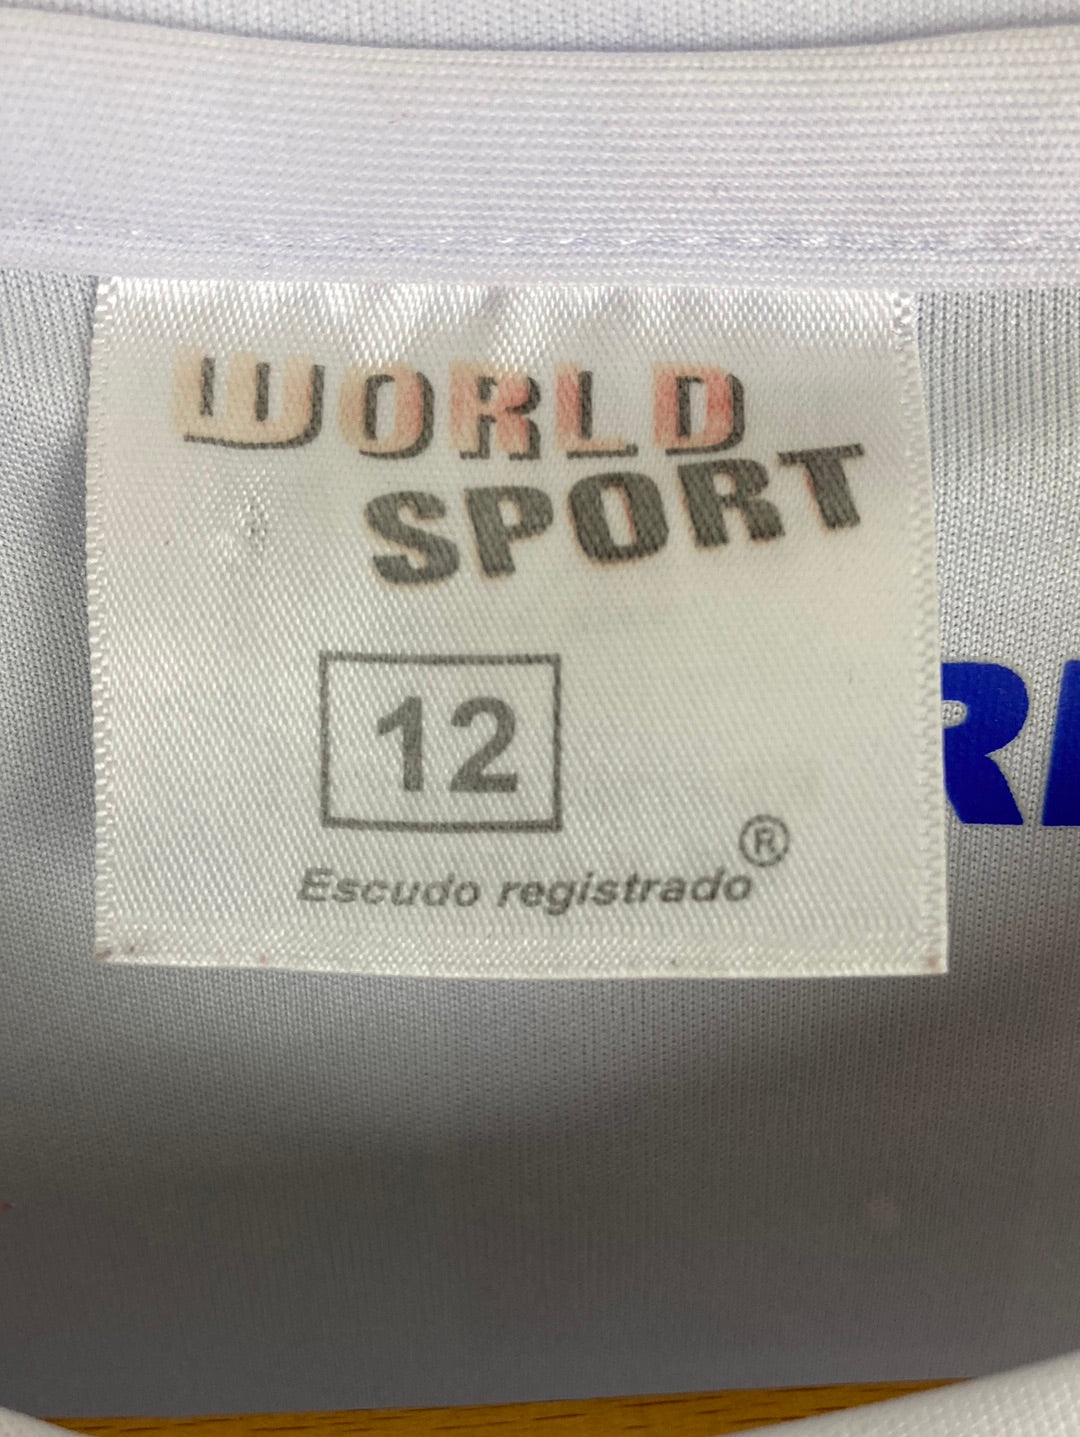 WORLD
SPORT
12
®
Escudo registrado